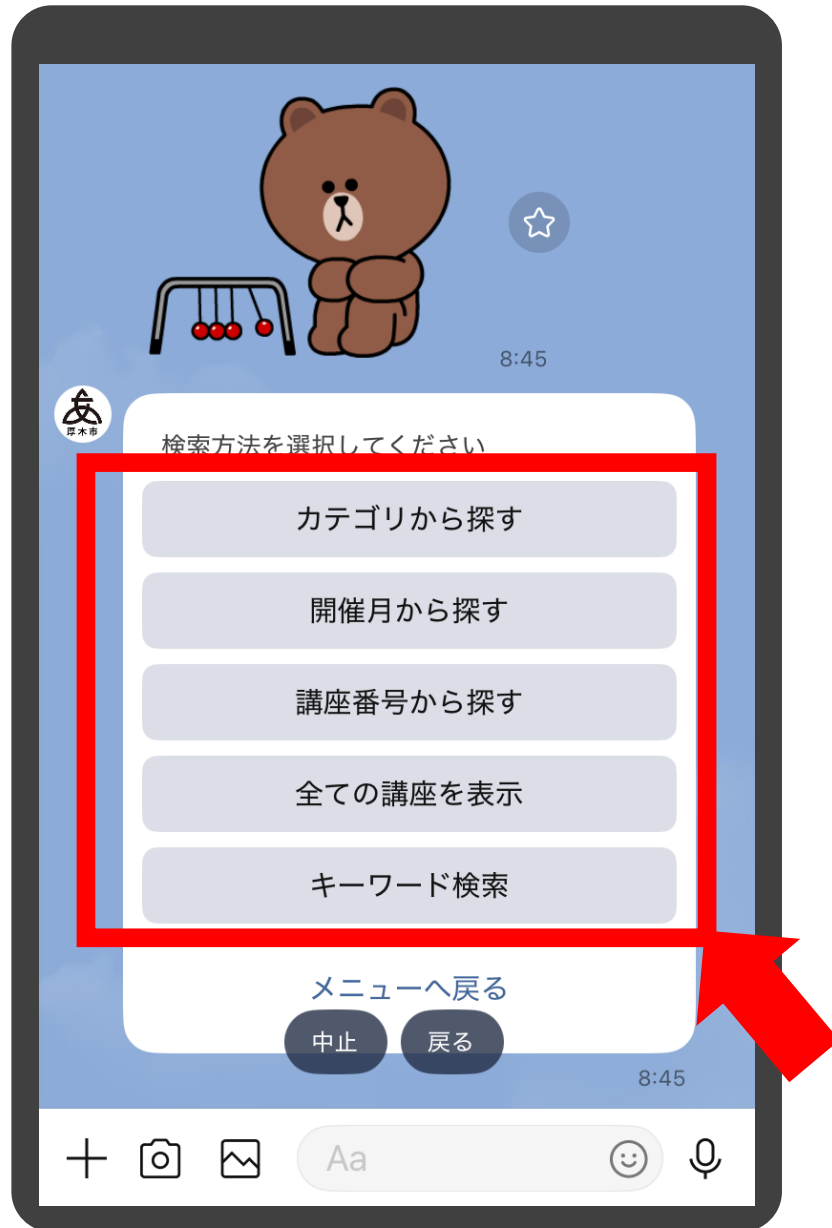 8:45
厚木市
検索方法を選択してください
カテゴリから探す
開催月から探す
講座番号から探す
全ての講座を表示
キーワード検索
メニューへ戻る
中止 戻る
8:45
Aa